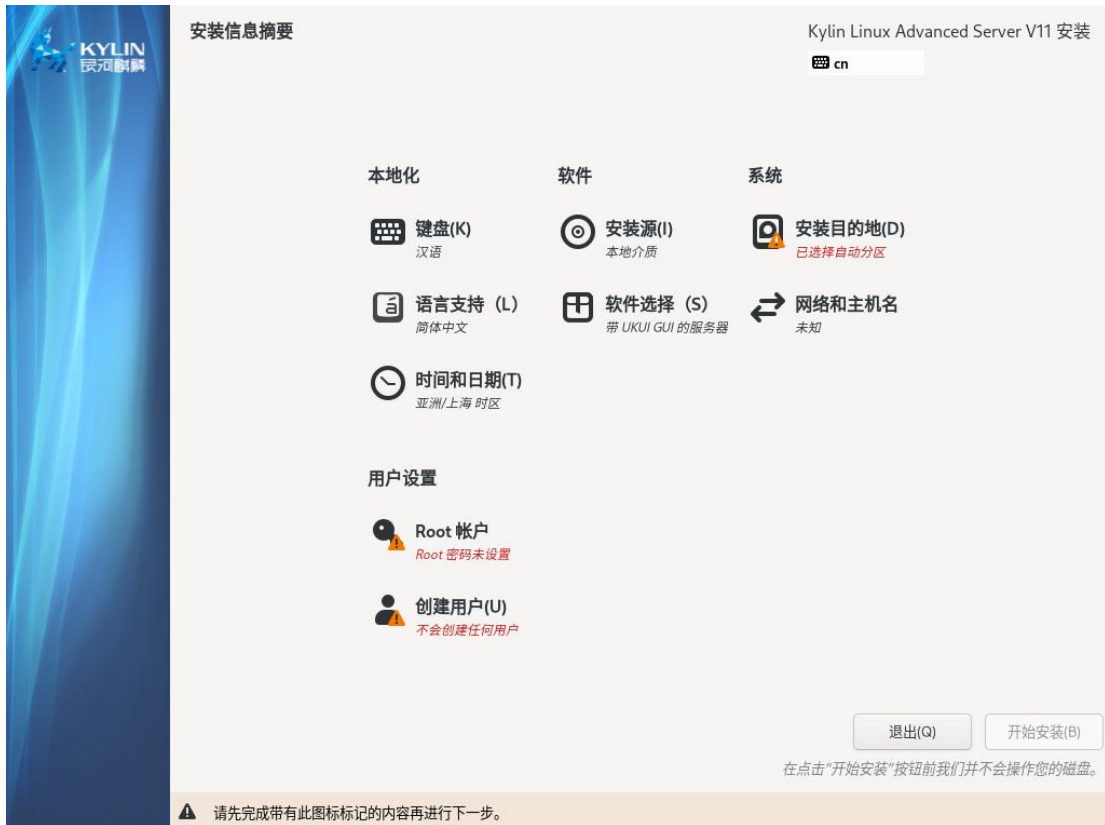 KYLIN
银河麒麟
安装信息摘要
Kylin Linux Advanced Server V11 安装
cn
本地化
键盘(K)
汉语
语言支持（L）
简体中文
时间和日期(T)
亚洲/上海 时区
软件
安装源(I)
本地介质
软件选择（S）
带 UKUI GUI 的服务器
系统
安装目的地(D)
已选择自动分区
网络和主机名
未知
用户设置
Root 帐户
Root 密码未设置
创建用户(U)
不会创建任何用户
退出(Q)
开始安装(B)
在点击"开始安装"按钮前我们并不会操作您的磁盘。
请先完成带有此图标标记的内容再进行下一步。